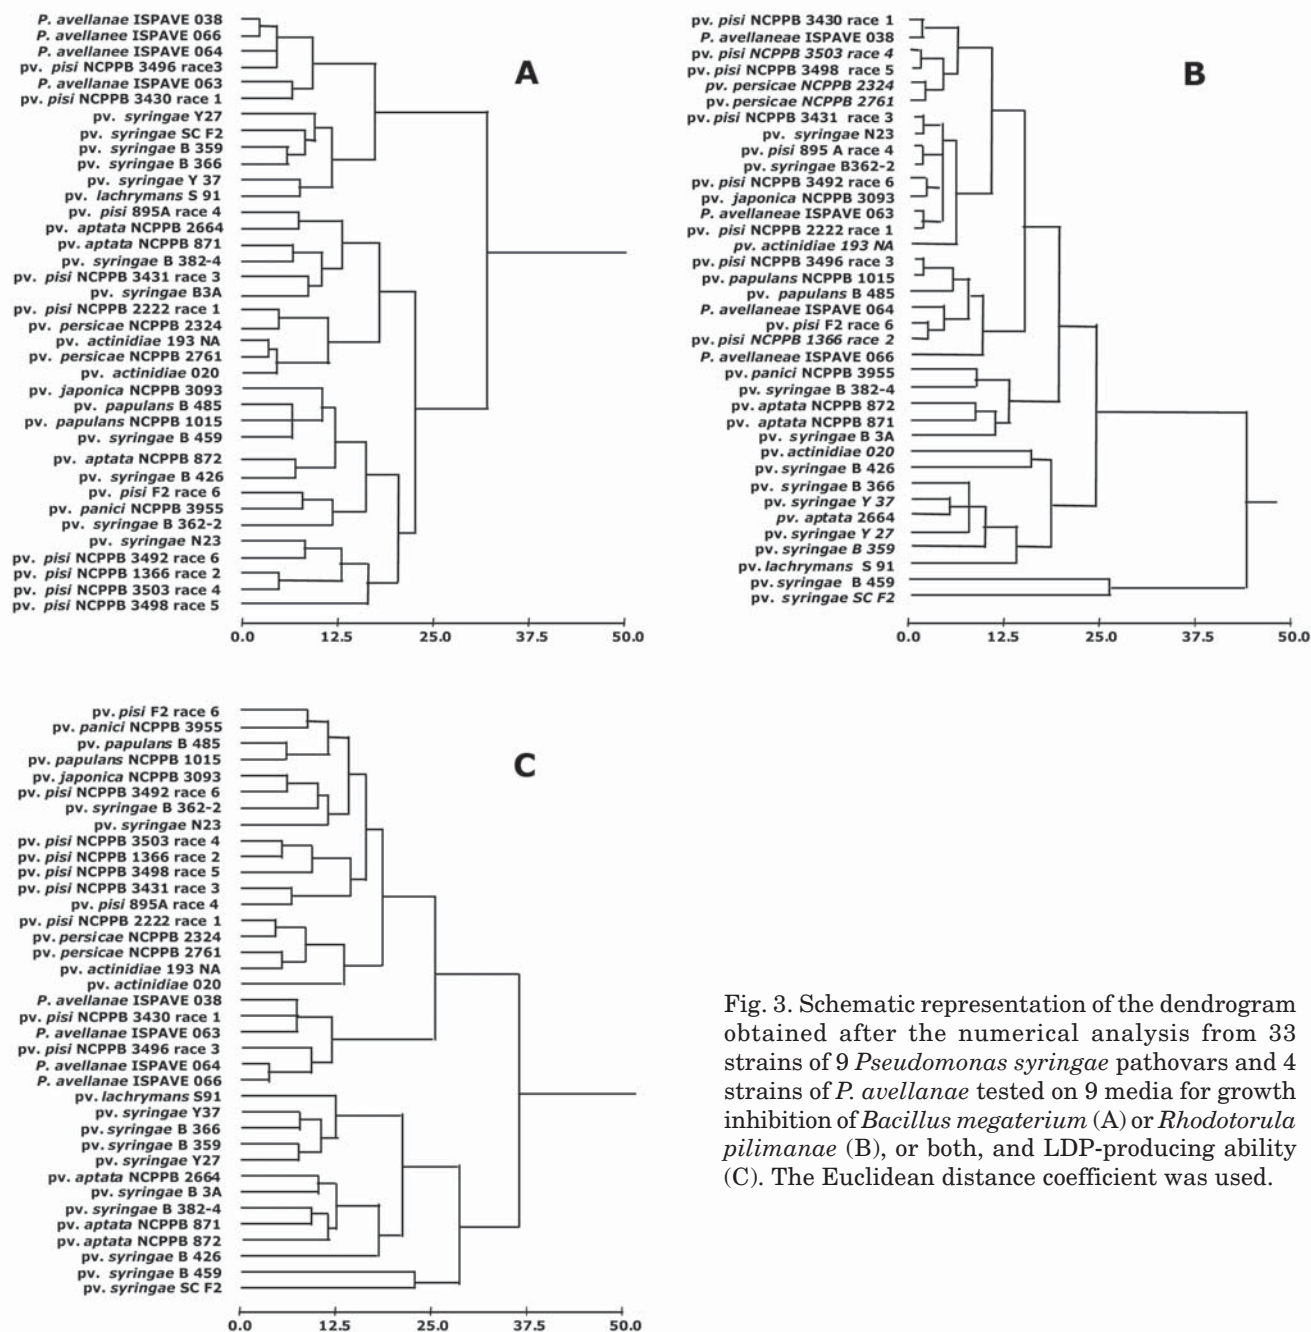 P. avellanae ISPAVE 038
P. avellanee ISPAVE 066
P. avellanee ISPAVE 064
pv. pisi NCPPB 3496 race3
P. avellanae ISPAVE 063
pv. pisi NCPPB 3430 race 1
pv. syringae Y27
pv. syringae SC F2
pv. syringae B 359
pv. syringae B 366
pv. syringae Y 37
pv. lachrymans S 91
pv. pisi 895A race 4
pv. aptata NCPPB 2664
pv. aptata NCPPB 871
pv. syringae B 382-4
pv. pisi NCPPB 3431 race 3
pv. syringae B3A
pv. pisi NCPPB 2222 race 1
pv. persicae NCPPB 2324
pv. actinidiae 193 NA
pv. persicae NCPPB 2761
pv. actinidiae 020
pv. japonica NCPPB 3093
pv. papulans B 485
pv. papulans NCPPB 1015
pv. syringae B 459
pv. aptata NCPPB 872
pv. syringae B 426
pv. pisi F2 race 6
pv. panici NCPPB 3955
pv. syringae B 362-2
pv. syringae N23
pv. pisi NCPPB 3492 race 6
pv. pisi NCPPB 1366 race 2
pv. pisi NCPPB 3503 race 4
pv. pisi NCPPB 3498 race 5
0.0 12.5 25.0 37.5 50.0
A
pv. pisi NCPPB 3430 race 1
P. avellaneae ISPAVE 038
pv. pisi NCPPB 3503 race 4
pv. pisi NCPPB 3498 race 5
pv. persicae NCPPB 2324
pv. persicae NCPPB 2761
pv. pisi NCPPB 3431 race 3
pv. syringae N23
pv. pisi 895 A race 4
pv. syringae B362-2
pv. pisi NCPPB 3492 race 6
pv. japonica NCPPB 3093
P. avellaneae ISPAVE 063
pv. pisi NCPPB 2222 race 1
pv. actinidiae 193 NA
pv. pisi NCPPB 3496 race 3
pv. papulans NCPPB 1015
pv. papulans B 485
P. avellaneae ISPAVE 064
pv. pisi F2 race 6
pv. pisi NCPPB 1366 race 2
P. avellaneae ISPAVE 066
pv. panici NCPPB 3955
pv. syringae B 382-4
pv. aptata NCPPB 872
pv. aptata NCPPB 871
pv. syringae B 3A
pv. actinidiae 020
pv. syringae B 426
pv. syringae B 366
pv. syringae Y 37
pv. aptata 2664
pv. syringae Y 27
pv. syringae B 359
pv. lachrymans S 91
pv. syringae B 459
pv. syringae SC F2
0.0 12.5 25.0 37.5 50.0
B
pv. pisi F2 race 6
pv. panici NCPPB 3955
pv. papulans B 485
pv. papulans NCPPB 1015
pv. japonica NCPPB 3093
pv. pisi NCPPB 3492 race 6
pv. syringae B 362-2
pv. syringae N23
pv. pisi NCPPB 3503 race 4
pv. pisi NCPPB 1366 race 2
pv. pisi NCPPB 3498 race 5
pv. pisi NCPPB 3431 race 3
pv. pisi 895A race 4
pv. pisi NCPPB 2222 race 1
pv. persicae NCPPB 2324
pv. persicae NCPPB 2761
pv. actinidiae 193 NA
pv. actinidiae 020
P. avellanae ISPAVE 038
pv. pisi NCPPB 3430 race 1
P. avellanae ISPAVE 063
pv. pisi NCPPB 3496 race 3
P. avellanae ISPAVE 064
P. avellanae ISPAVE 066
pv. lachrymans S91
pv. syringae Y37
pv. syringae B 366
pv. syringae B 359
pv. syringae Y27
pv. aptata NCPPB 2664
pv. syringae B 3A
pv. syringae B 382-4
pv. aptata NCPPB 871
pv. aptata NCPPB 872
pv. syringae B 426
pv. syringae B 459
pv. syringae SC F2
0.0 12.5 25.0 37.5 50.0
C
Fig. 3. Schematic representation of the dendrogram
obtained after the numerical analysis from 33
strains of 9 Pseudomonas syringae pathovars and 4
strains of P. avellanae tested on 9 media for growth
inhibition of Bacillus megaterium (A) or Rhodotorula
pilimanae (B), or both, and LDP-producing ability
(C). The Euclidean distance coefficient was used.